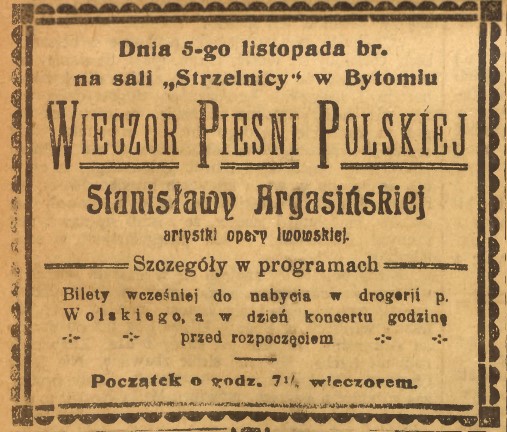 Dnia 5-go listopada br.
na sali „Strzelnicy“ w Bytomiu
WIECZOR PIESNI POLSKIEJ
Stanisławy Argasińskiej
artystki opery lwowskiej.
Szczegóły w programach
Bilety wcześniej do nabycia w drogerji p.
Wolskiego, a w dzień koncertu godzinę
przed rozpoczęciem
Początek o godz. 7½ wieczorem.